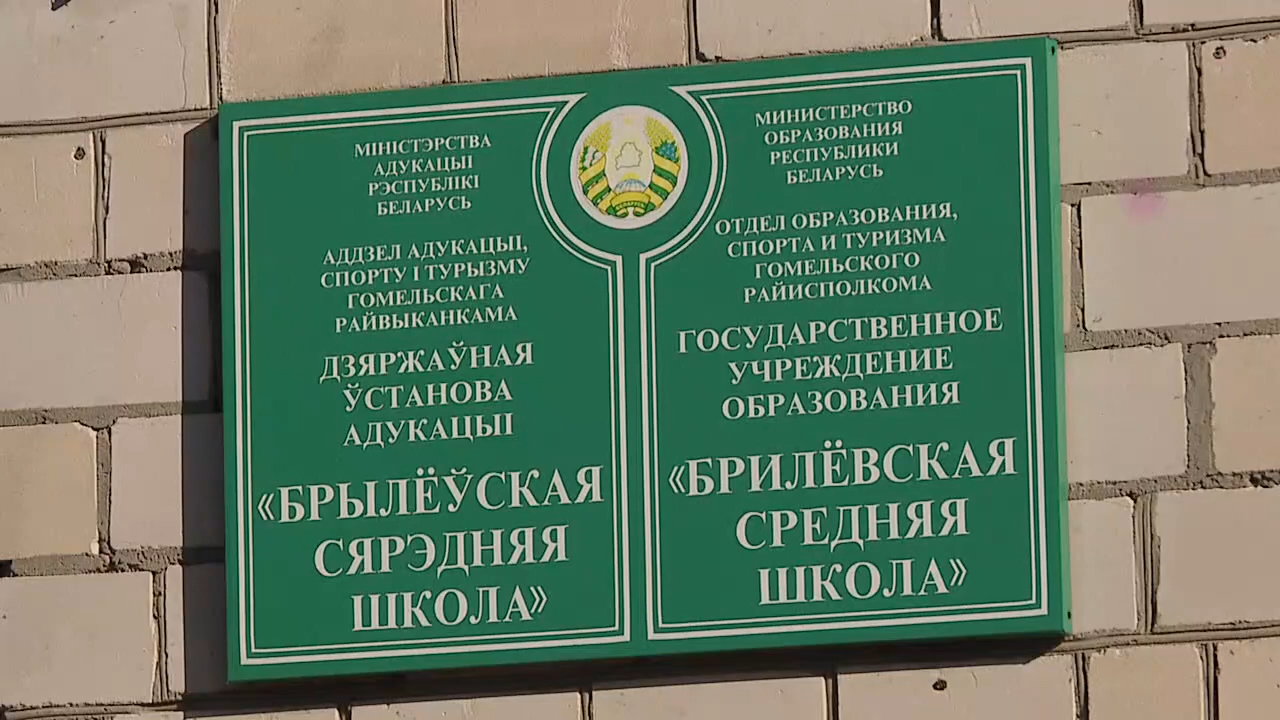 МІНІСТЭРСТВА
АДУКАЦЫІ
РЭСПУБЛІКІ
БЕЛАРУСЬ
АДДЗЕЛ АДУКАЦЫІ,
СПОРТУ І ТУРЫЗМУ
ГОМЕЛЬСКАГА
РАЙВЫКАНКАМА
ДЗЯРЖАЎНАЯ
ЎСТАНОВА
АДУКАЦЫІ
«БРЫЛЁЎСКАЯ
СЯРЭДНЯЯ
ШКОЛА»
МИНИСТЕРСТВО
ОБРАЗОВАНИЯ
РЕСПУБЛИКИ
БЕЛАРУСЬ
ОТДЕЛ ОБРАЗОВАНИЯ,
СПОРТА И ТУРИЗМА
ГОМЕЛЬСКОГО
РАЙИСПОЛКОМА
ГОСУДАРСТВЕННОЕ
УЧРЕЖДЕНИЕ
ОБРАЗОВАНИЯ
«БРИЛЁВСКАЯ
СРЕДНЯЯ
ШКОЛА»